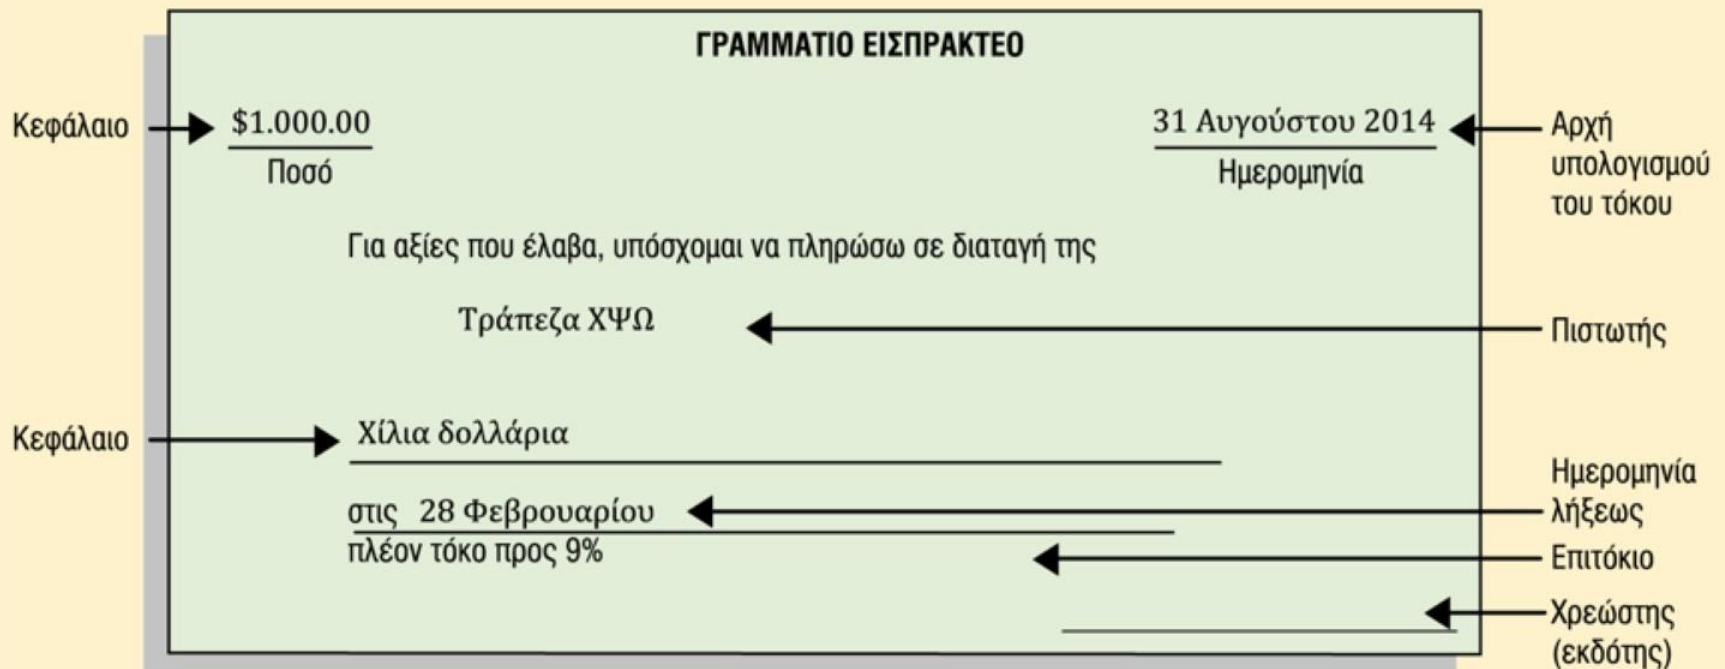 ΓΡΑΜΜΑΤΙΟ ΕΙΣΠΡΑΚΤΕΟ
Κεφάλαιο
$1.000.00
31 Αυγούστου 2014
Αρχή
υπολογισμού
του τόκου
Ποσό
Ημερομηνία
Για αξίες που έλαβα, υπόσχομαι να πληρώσω σε διαταγή της
Τράπεζα ΧΨΩ
Πιστωτής
Κεφάλαιο
Χίλια δολλάρια
Ημερομηνία
λήξεως
στις 28 Φεβρουαρίου
πλέον τόκο προς 9%
Επιτόκιο
Χρεώστης
(εκδότης)